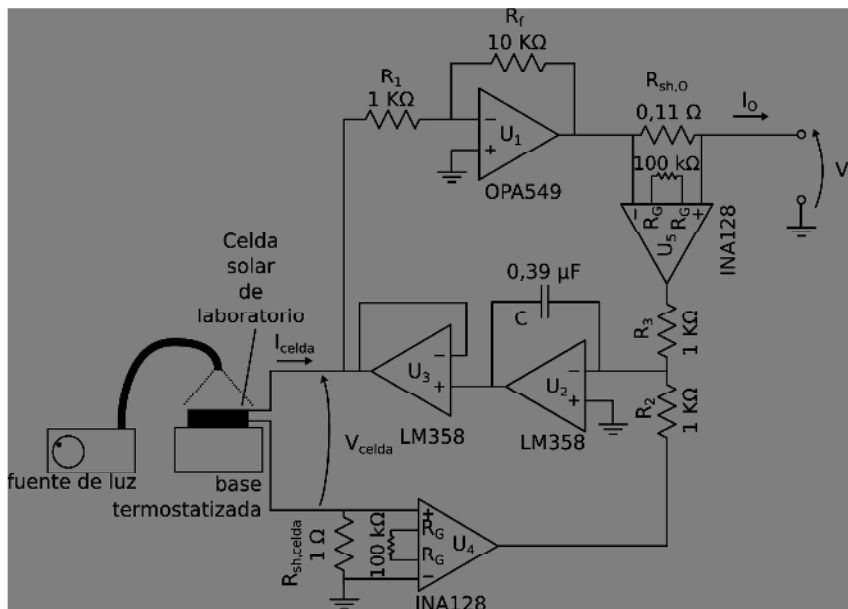 R_f
10 KΩ
R_1
1 KΩ
R_sh,O
0,11 Ω
I_O
100 kΩ
U_1
OPA549
V
R_G
R_G
U_5
INA128
Celda
solar
de
laboratorio
I_celda
0,39 µF
C
R_3
1 KΩ
U_3
U_2
R_2
1 KΩ
LM358
LM358
V_celda
fuente de luz
base
termostatizada
R_sh,celda
1 Ω
100 kΩ
R_G
R_G
U_4
INA128